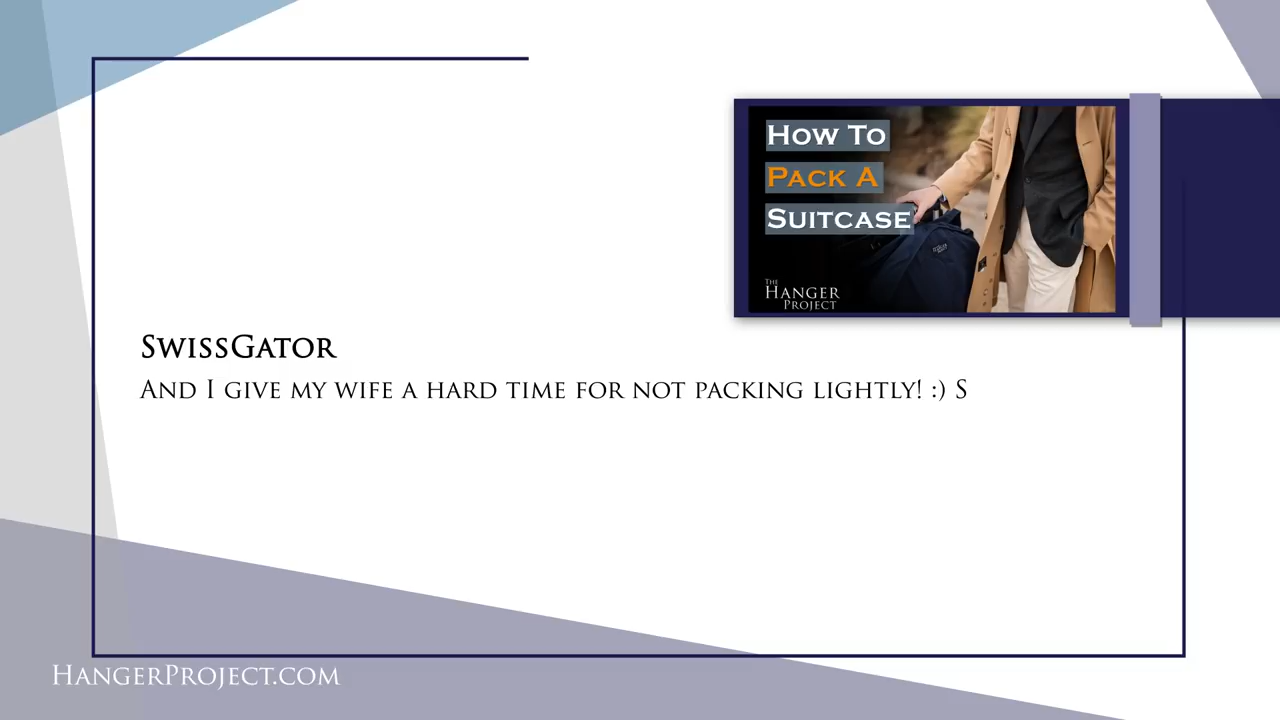 How To
Pack A
Suitcase
The
Hanger
Project
SwissGator
And I give my wife a hard time for not packing lightly! :) S
HangerProject.com